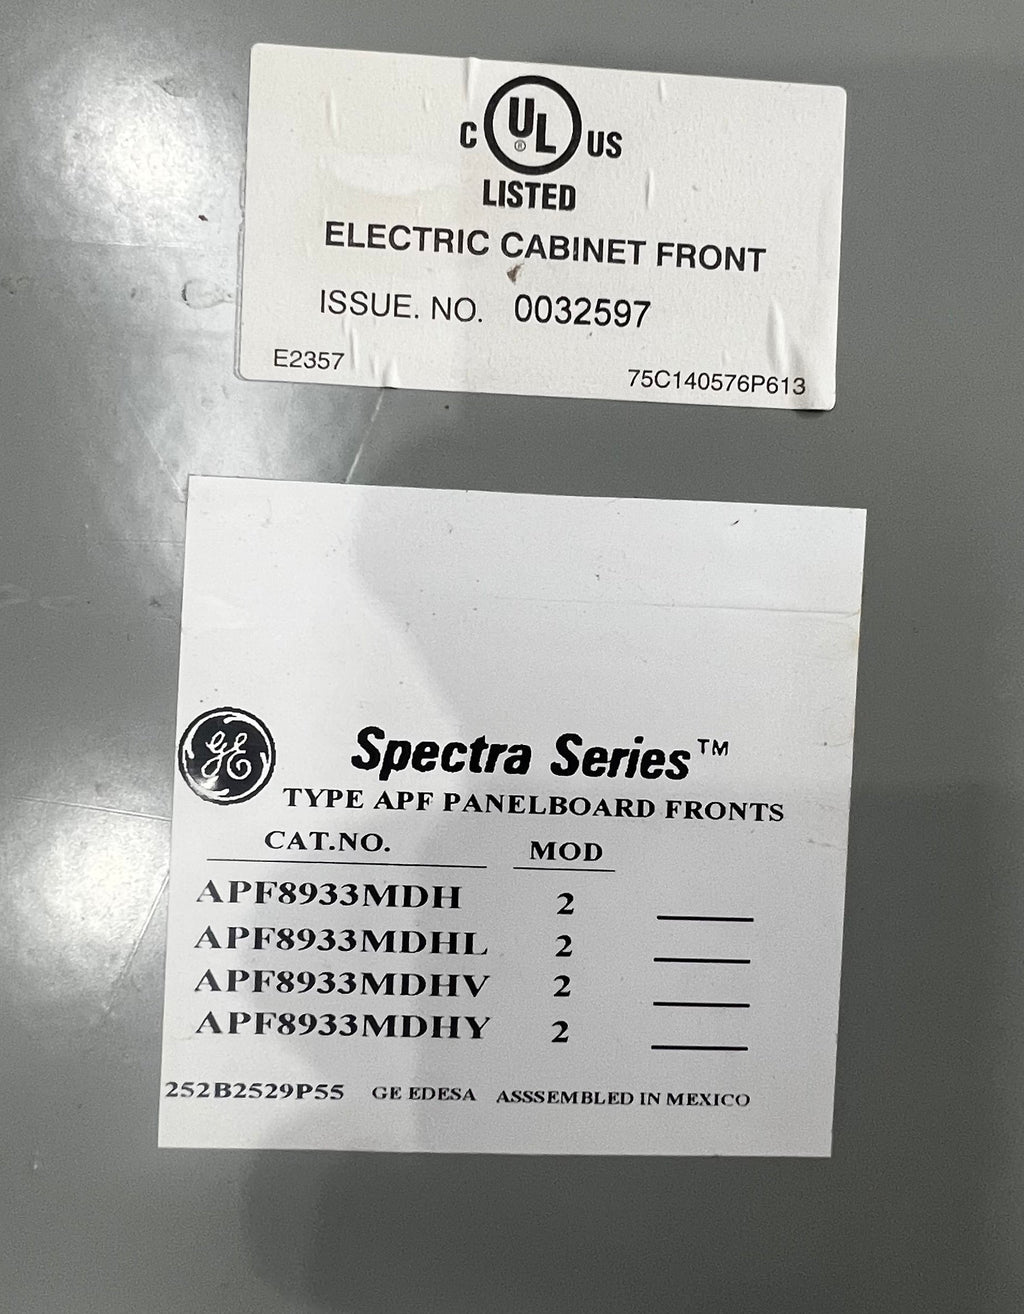 C UL® US
LISTED
ELECTRIC CABINET FRONT
ISSUE. NO. 0032597
E2357 75C140576P613
GE Spectra Series™
TYPE APF PANELBOARD FRONTS
CAT.NO. MOD
APF8933MDH 2
APF8933MDHL 2
APF8933MDHV 2
APF8933MDHY 2
252B2529P55 GE EDESA ASSSEMBLED IN MEXICO